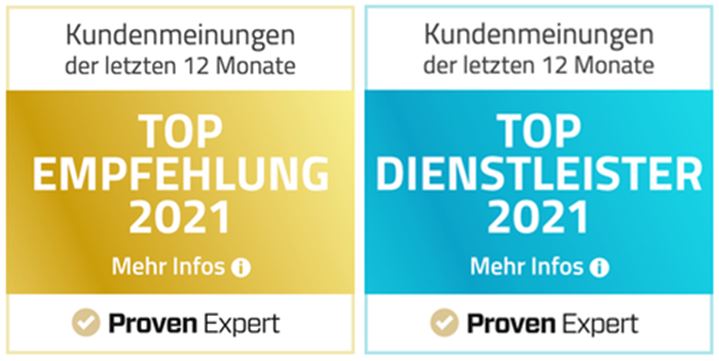 Kundenmeinungen
der letzten 12 Monate
TOP
EMPFEHLUNG
2021
Mehr Infos i
Proven Expert
Kundenmeinungen
der letzten 12 Monate
TOP
DIENSTLEISTER
2021
Mehr Infos i
Proven Expert